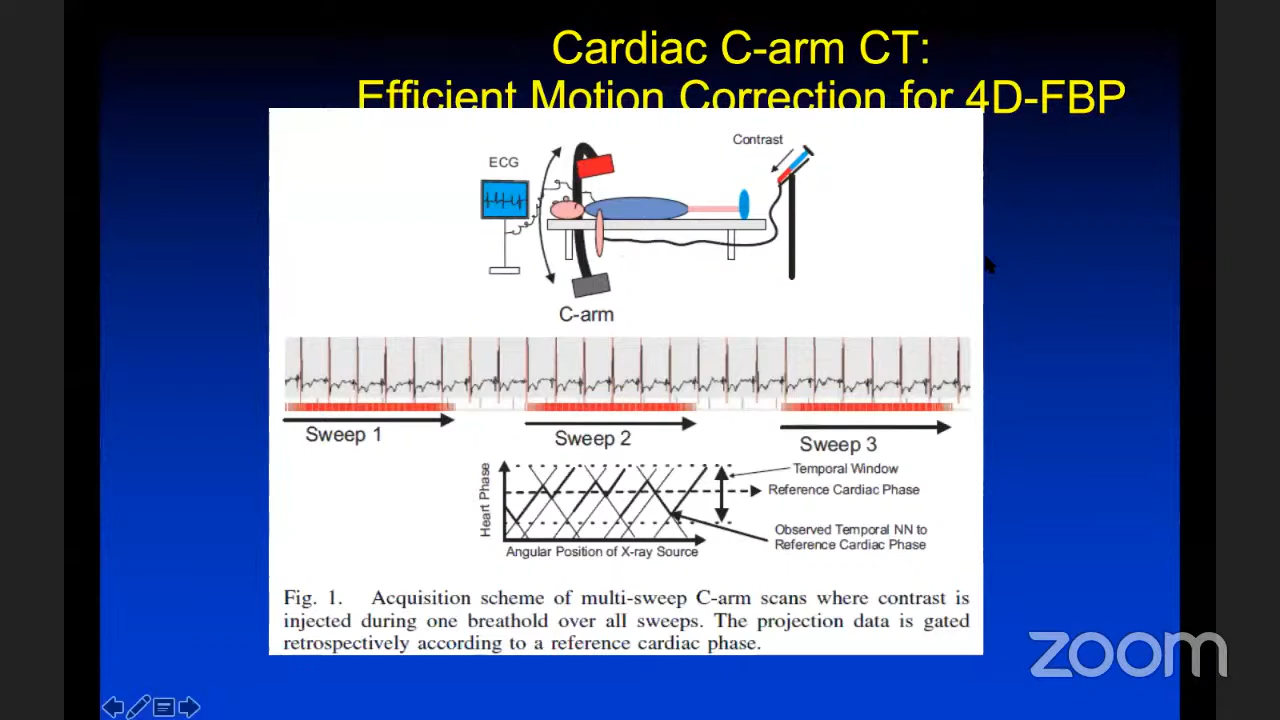 Cardiac C-arm CT:
Efficient Motion Correction for 4D-FBP
Contrast
ECG
C-arm
Sweep 1
Sweep 2
Sweep 3
Heart Phase
Temporal Window
Reference Cardiac Phase
Observed Temporal NN to
Reference Cardiac Phase
Angular Position of X-ray Source
Fig. 1. Acquisition scheme of multi-sweep C-arm scans where contrast is
injected during one breathold over all sweeps. The projection data is gated
retrospectively according to a reference cardiac phase.
zoom